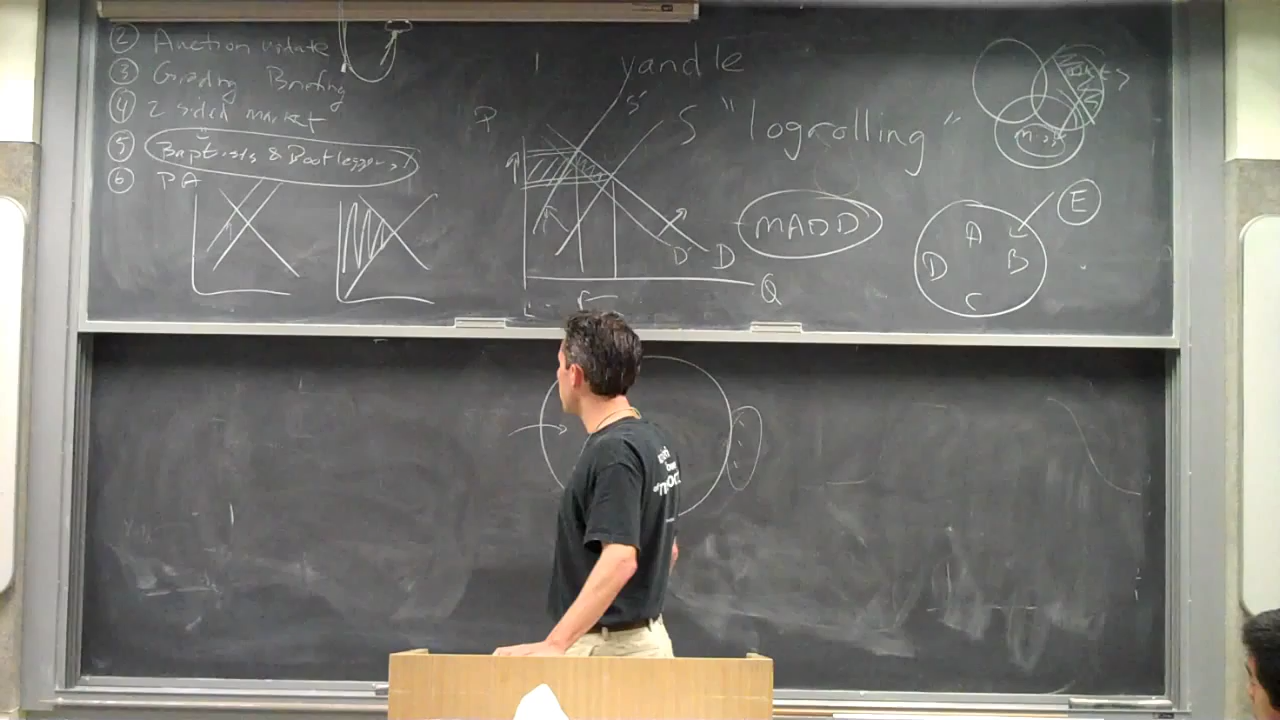 ② Auction update
③ Grading Briefing
④ 2 sided market
⑤ Baptists & Bootleggers
⑥ PA
yandle
P
S'
S
"logrolling"
MADD
D'
D
Q
A
B
C
D
E